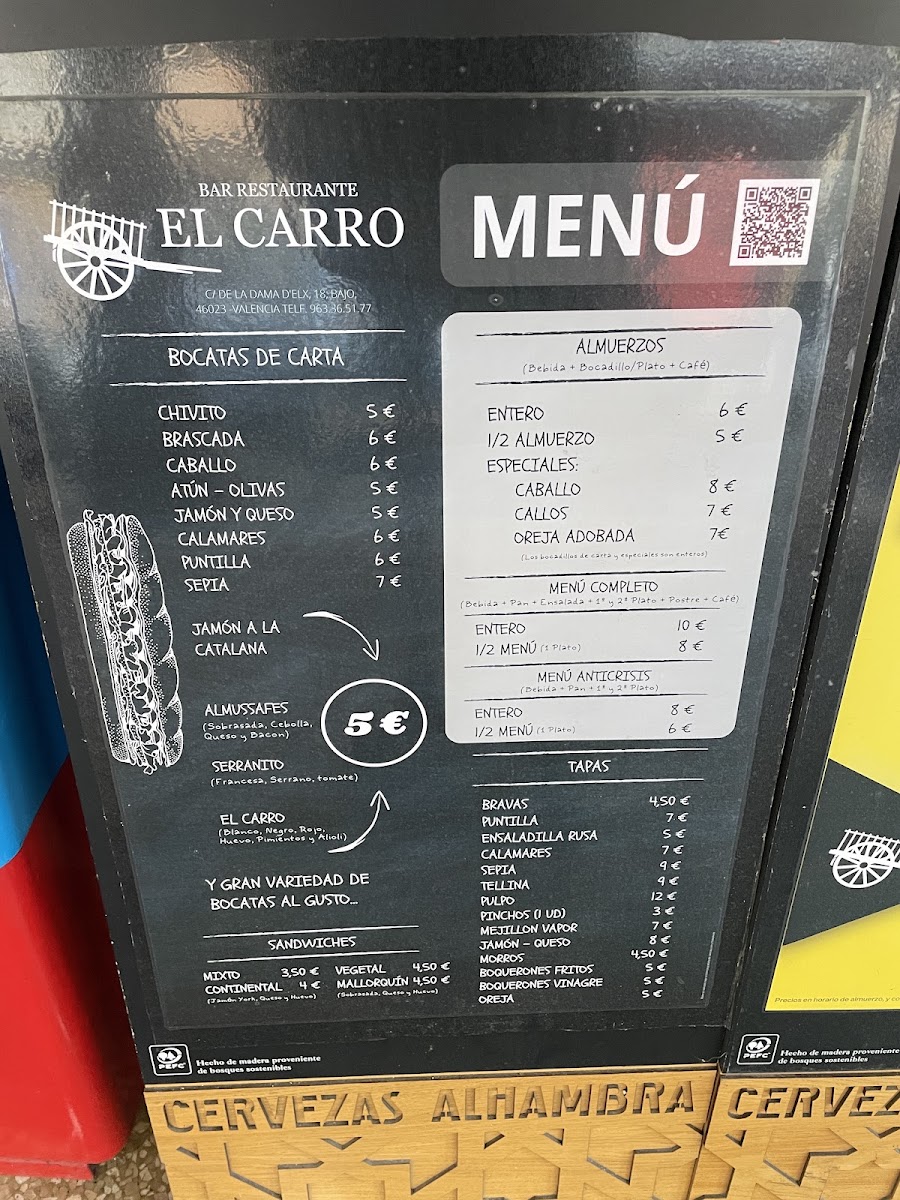 BAR RESTAURANTE
EL CARRO
C/ DE LA DAMA D'ELX, 18, BAJO,
46023 -VALENCIA TELF. 963.36.51.77
BOCATAS DE CARTA
CHIVITO 5 €
BRASCADA 6 €
CABALLO 6 €
ATÚN - OLIVAS 5 €
JAMÓN Y QUESO 5 €
CALAMARES 6 €
PUNTILLA 6 €
SEPIA 7 €
JAMÓN A LA
CATALANA
ALMUSSAFES
(Sobrasada, Cebolla,
Queso y Bacon)
5 €
SERRANITO
(Francesa, Serrano, tomate)
EL CARRO
(Blanco, Negro, Rojo,
Huevo, Pimientos y Alioli)
Y GRAN VARIEDAD DE
BOCATAS AL GUSTO...
SANDWICHES
MIXTO 3,50 € VEGETAL 4,50 €
CONTINENTAL 4 € MALLORQUÍN 4,50 €
(Jamón York, Queso y Huevo) (Sobrasada, Queso y Huevo)
MENÚ
ALMUERZOS
(Bebida + Bocadillo/Plato + Café)
ENTERO 6 €
1/2 ALMUERZO 5 €
ESPECIALES:
CABALLO 8 €
CALLOS 7 €
OREJA ADOBADA 7€
(Los bocadillos de carta y especiales son enteros)
MENÚ COMPLETO
(Bebida + Pan + Ensalada + 1º y 2º Plato + Postre + Café)
ENTERO 10 €
1/2 MENÚ (1 Plato) 8 €
MENÚ ANTICRISIS
(Bebida + Pan + 1º y 2º Plato)
ENTERO 8 €
1/2 MENÚ (1 Plato) 6 €
TAPAS
BRAVAS 4,50 €
PUNTILLA 7 €
ENSALADILLA RUSA 5 €
CALAMARES 7 €
SEPIA 9 €
TELLINA 9 €
PULPO 12 €
PINCHOS (1 UD) 3 €
MEJILLON VAPOR 7 €
JAMÓN - QUESO 8 €
MORROS 4,50 €
BOQUERONES FRITOS 5 €
BOQUERONES VINAGRE 5 €
OREJA 5 €
Precios en horario de almuerzo, y co
PEFC
Hecho de madera proveniente
de bosques sostenibles
PEFC
Hecho de madera proveniente
de bosques sostenibles
CERVEZAS ALHAMBRA
CERVEZ